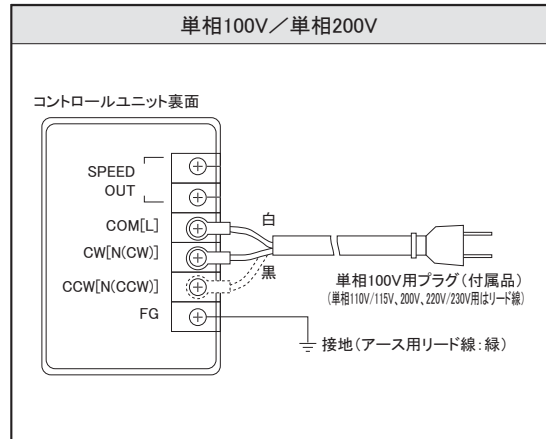 単相100V／単相200V
コントロールユニット裏面
SPEED
OUT
COM[L]
CW[N(CW)]
CCW[N(CCW)]
FG
白
黒
単相100V用プラグ（付属品）
（単相110V/115V、200V、220V/230V用はリード線）
接地（アース用リード線：緑）